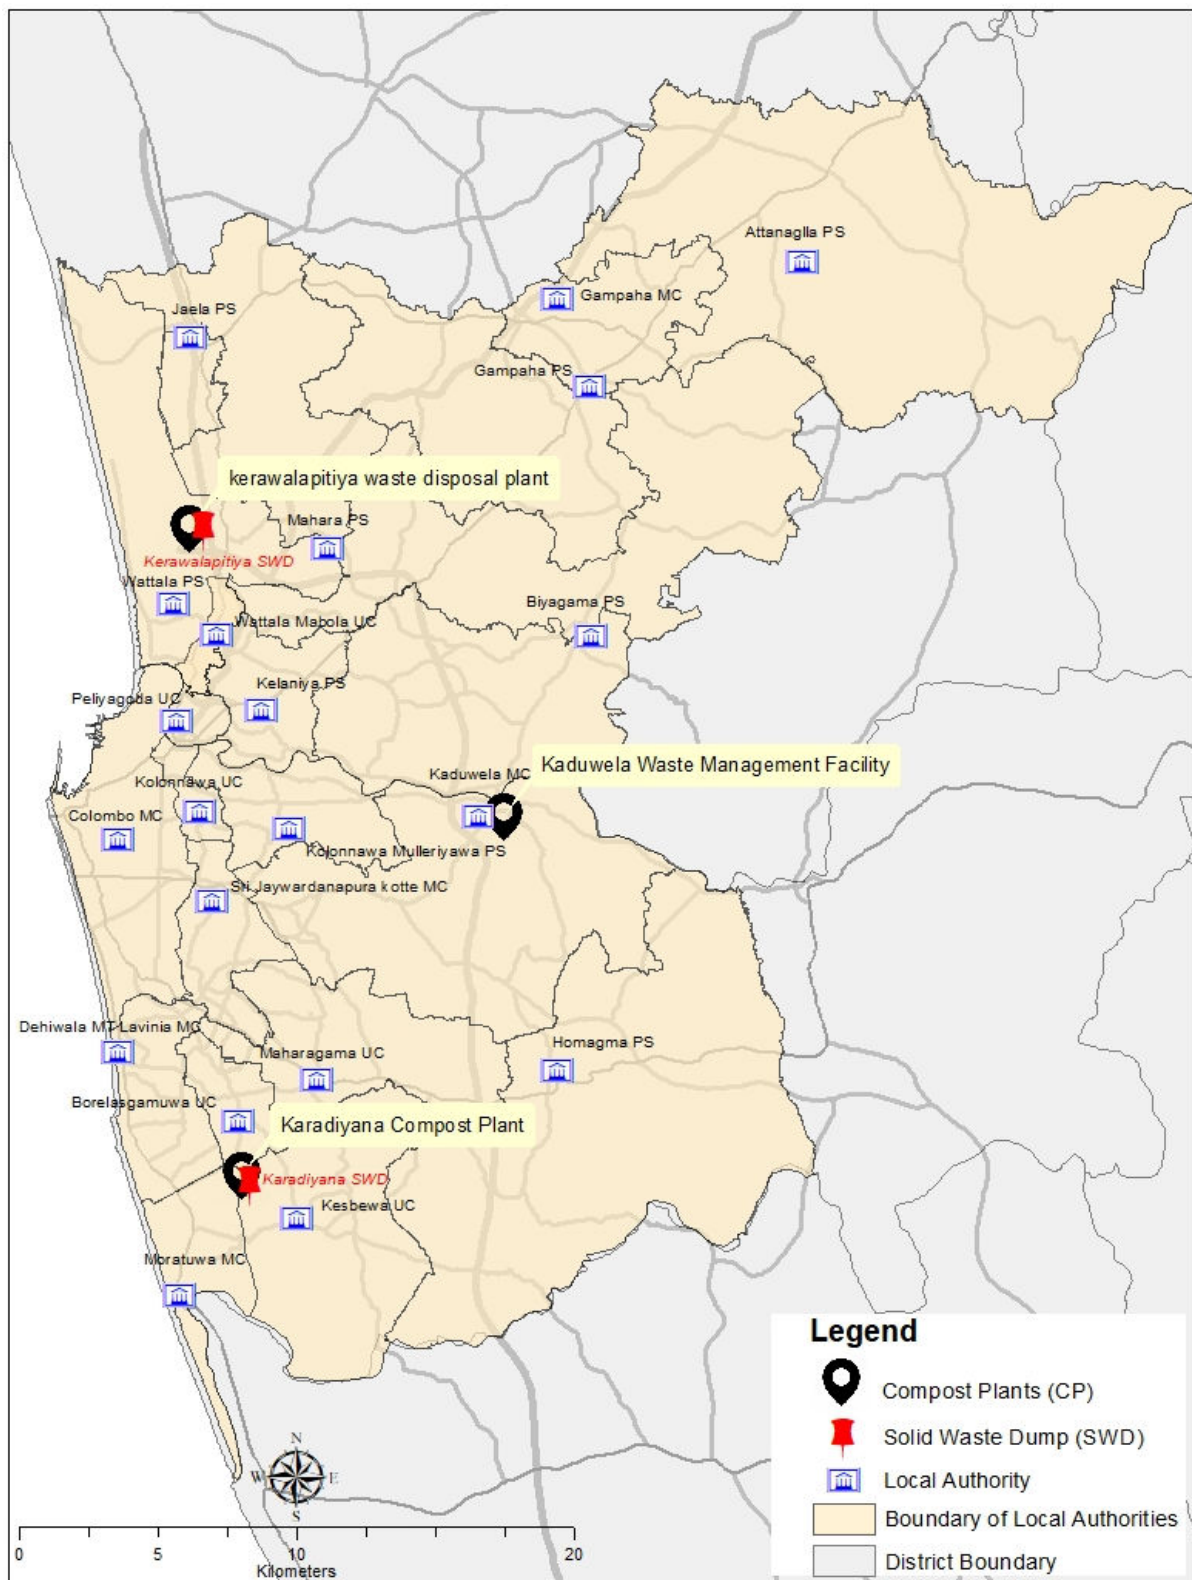 Attanaglla PS
Gampaha MC
Jaela PS
Gampaha PS
kerawalapitiya waste disposal plant
Mahara PS
Kerawalapitiya SWD
Wattala PS
Biyagama PS
Wattala Mabola UC
Kelaniya PS
Peliyagoda UC
Kaduwela MC
Kaduwela Waste Management Facility
Kolonnawa UC
Colombo MC
Kolonnawa Mulleriyawa PS
Sri Jaywardanapura kotte MC
Dehiwala MT Lavinia MC
Homagma PS
Maharagama UC
Borelasgamuwa UC
Karadiyana Compost Plant
Karadiyana SWD
Kesbewa UC
Moratuwa MC
Legend
Compost Plants (CP)
Solid Waste Dump (SWD)
Local Authority
Boundary of Local Authorities
District Boundary
N
W E
S
0 5 10 20
Kilometers